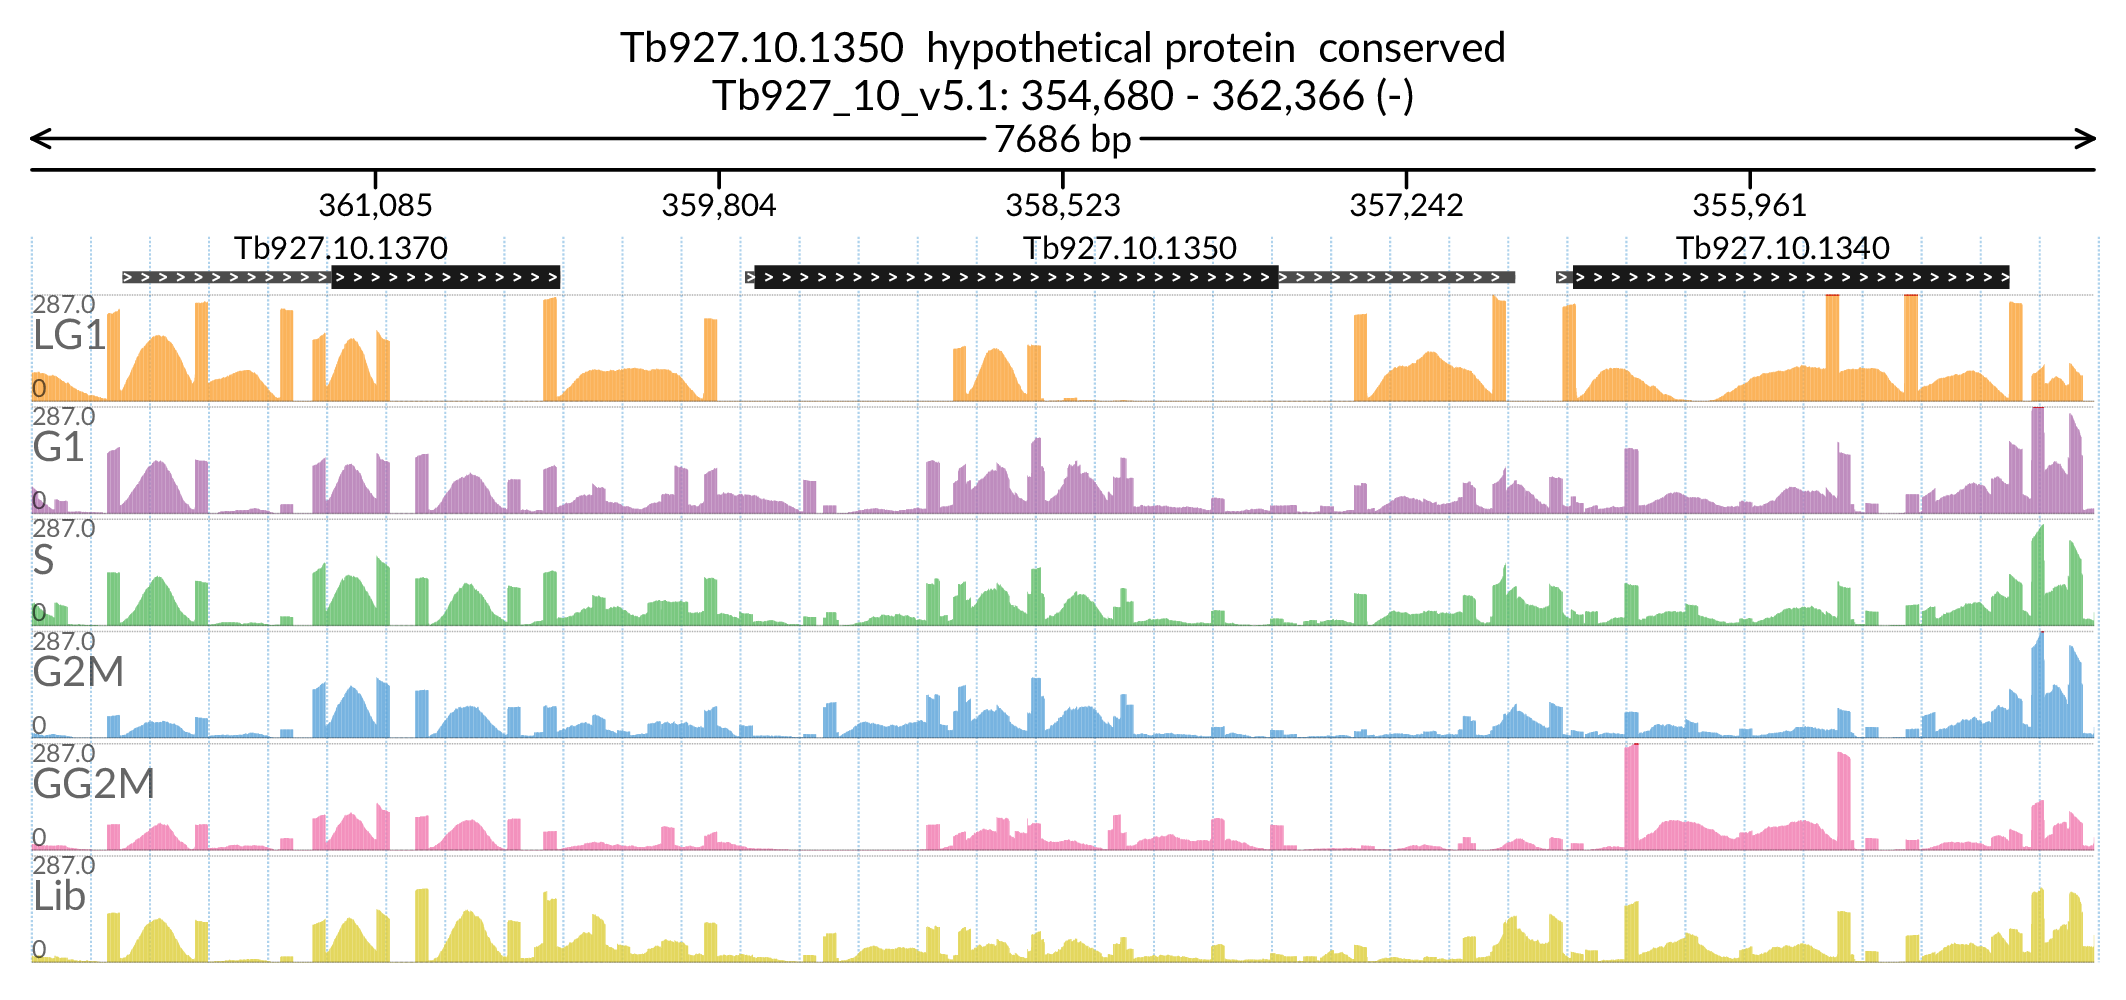 Tb927.10.1350 hypothetical protein conserved
Tb927_10_v5.1: 354,680 - 362,366 (-)
7686 bp
361,085 359,804 358,523 357,242 355,961
Tb927.10.1370 Tb927.10.1350 Tb927.10.1340
287.0
LG1
0
287.0
G1
0
287.0
S
0
287.0
G2M
0
287.0
GG2M
0
287.0
Lib
0